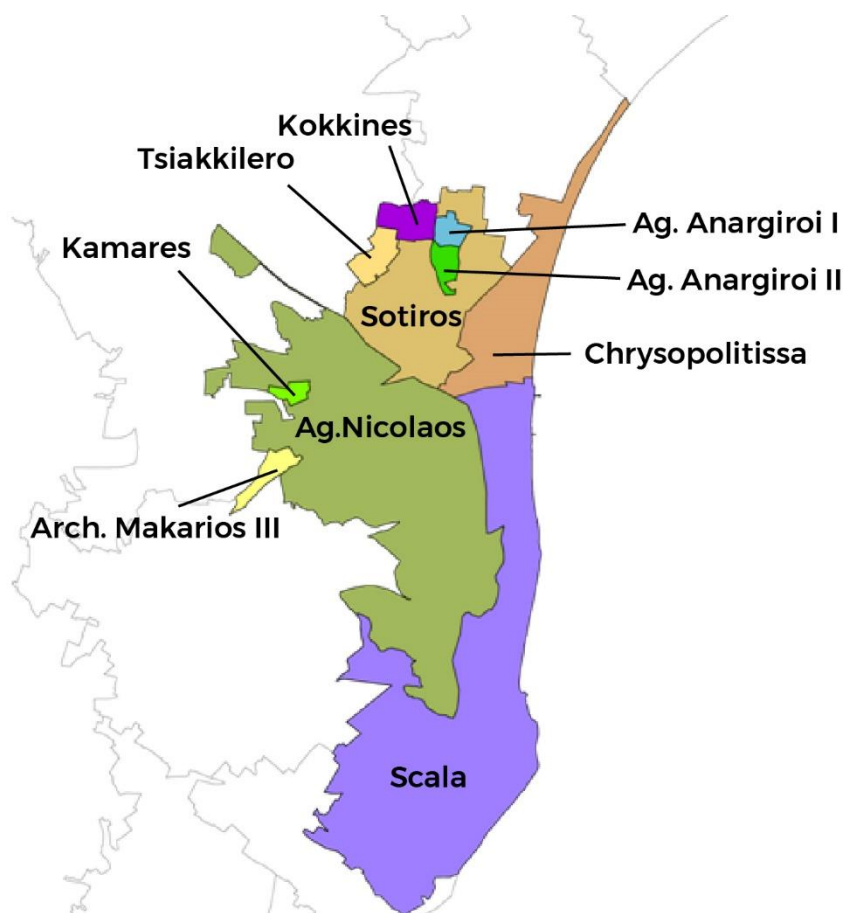 Kokkines
Tsiakkilero
Ag. Anargiroi I
Kamares
Ag. Anargiroi II
Sotiros
Chrysopolitissa
Ag.Nicolaos
Arch. Makarios III
Scala